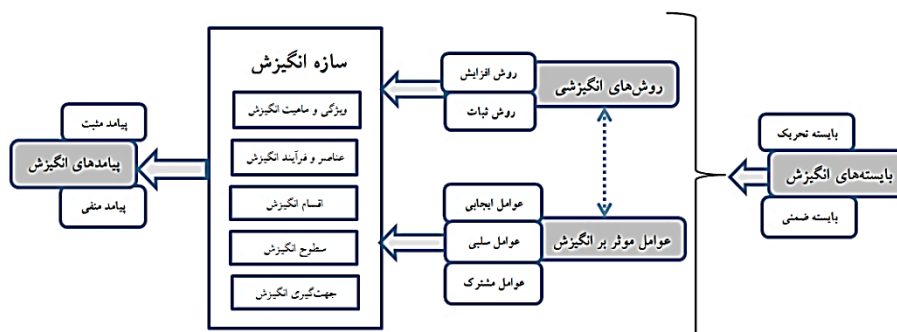 بایسته تحریک
بایسته‌های انگیزش
بایسته ضمنی
روش‌های انگیزشی
روش افزایش
روش ثبات
عوامل موثر بر انگیزش
عوامل ایجابی
عوامل سلبی
عوامل مشترک
سازه انگیزش
ویژگی و ماهیت انگیزش
عناصر و فرآیند انگیزش
اقسام انگیزش
سطوح انگیزش
جهت‌گیری انگیزش
پیامد مثبت
پیامدهای انگیزش
پیامد منفی